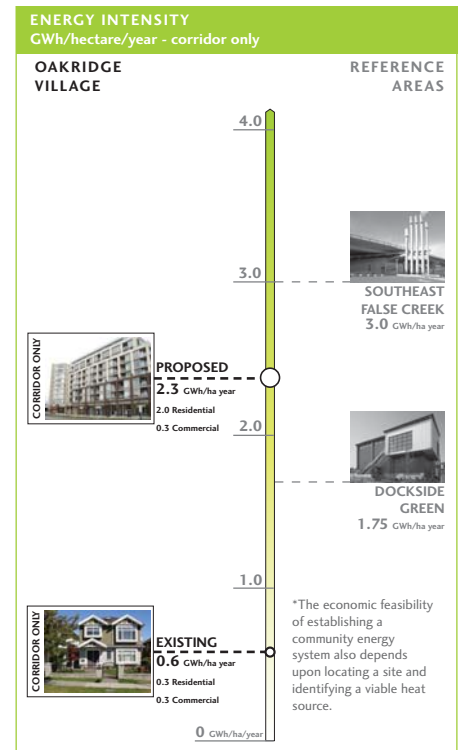 ENERGY INTENSITY
GWh/hectare/year - corridor only
OAKRIDGE
VILLAGE
REFERENCE
AREAS
4.0
3.0
SOUTHEAST
FALSE CREEK
3.0 GWh/ha year
CORRIDOR ONLY
PROPOSED
2.3 GWh/ha year
2.0 Residential
0.3 Commercial
2.0
DOCKSIDE
GREEN
1.75 GWh/ha year
1.0
CORRIDOR ONLY
EXISTING
0.6 GWh/ha year
0.3 Residential
0.3 Commercial
*The economic feasibility
of establishing a
community energy
system also depends
upon locating a site and
identifying a viable heat
source.
0 GWh/ha/year